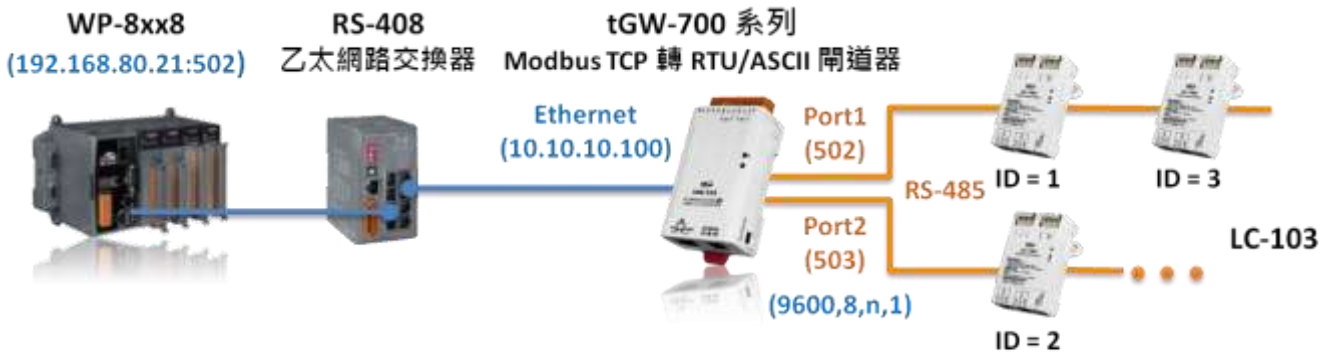 WP-8xx8
(192.168.80.21:502)
RS-408
乙太網路交換器
tGW-700 系列
Modbus TCP 轉 RTU/ASCII 閘道器
Ethernet
(10.10.10.100)
Port1
(502)
RS-485
Port2
(503)
(9600,8,n,1)
ID = 1
ID = 3
LC-103
ID = 2